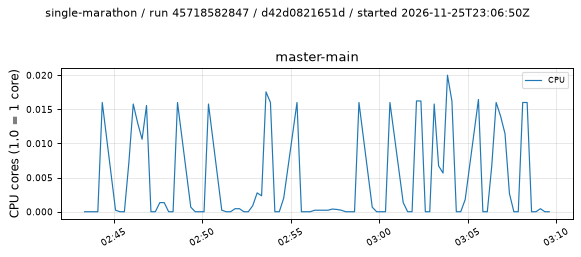 single-marathon / run 45718582847 / d42d0821651d / started 2026-11-25T23:06:50Z
master-main
CPU cores (1.0 = 1 core)
0.020
0.015
0.010
0.005
0.000
CPU
02:45
02:50
02:55
03:00
03:05
03:10